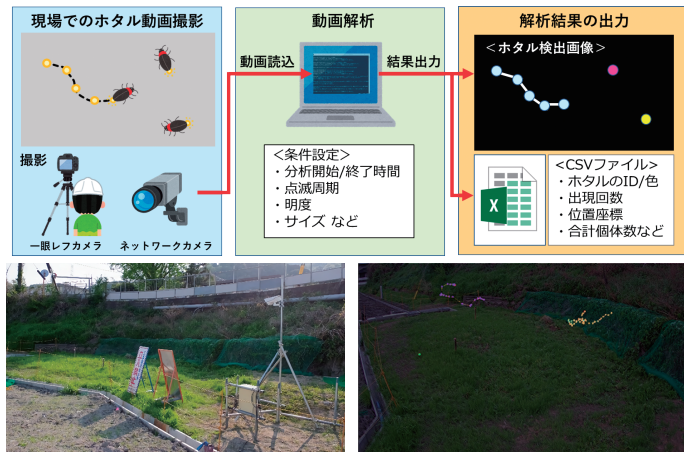 現場でのホタル動画撮影
撮影
一眼レフカメラ
ネットワークカメラ
動画読込
動画解析
<条件設定>
・分析開始/終了時間
・点滅周期
・明度
・サイズ など
結果出力
解析結果の出力
<ホタル検出画像>
X
<CSVファイル>
・ホタルのID/色
・出現回数
・位置座標
・合計個体数など